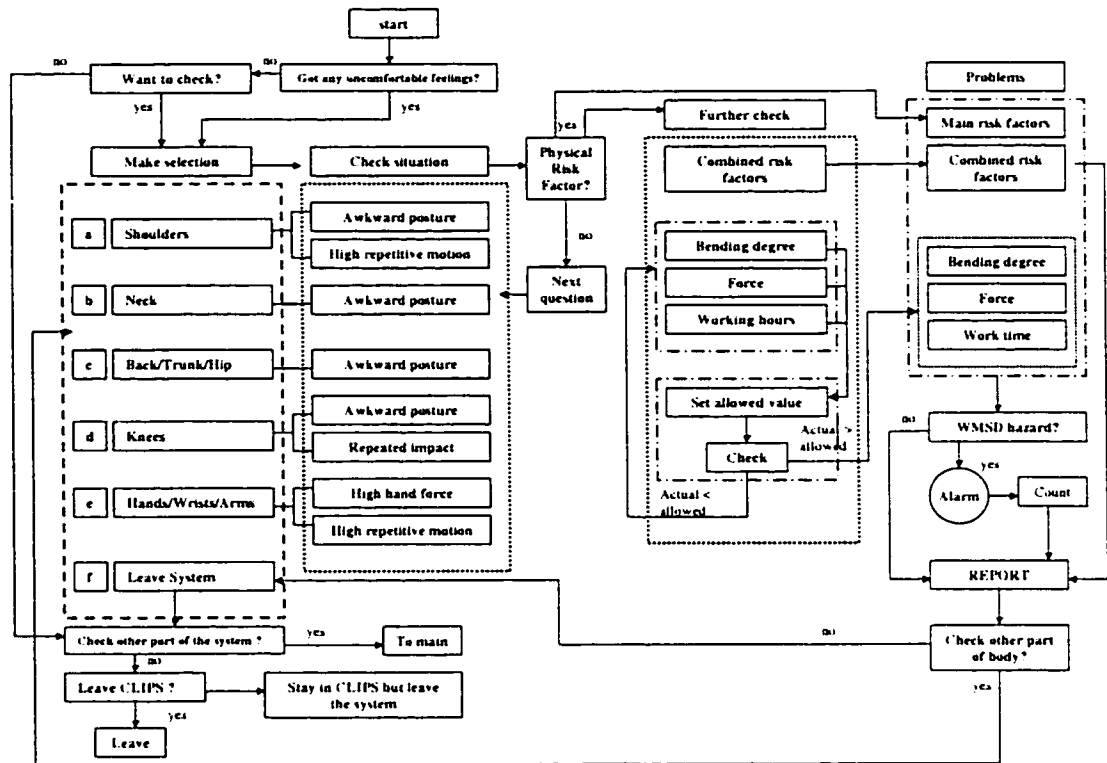 start
no
no
Want to check?
Got any uncomfortable feelings?
Problems
yes
yes
yes
Further check
Main risk factors
Make selection
Check situation
Physical
Risk
Factor?
Combined risk
factors
Combined risk
factors
a
Shoulders
Awkward posture
High repetitive motion
no
Bending degree
Bending degree
b
Neck
Awkward posture
Next
question
Force
Force
Working hours
Work time
c
Back/Trunk/Hip
Awkward posture
d
Knees
Awkward posture
Repeated impact
Set allowed value
Actual >
allowed
Check
no
WMSD hazard?
yes
e
Hands/Wrists/Arms
High hand force
High repetitive motion
Actual <
allowed
Alarm
Count
f
Leave System
REPORT
Check other part of the system ?
yes
To main
no
Check other part
of body?
no
yes
Leave CLIPS ?
Stay in CLIPS but leave
the system
yes
Leave